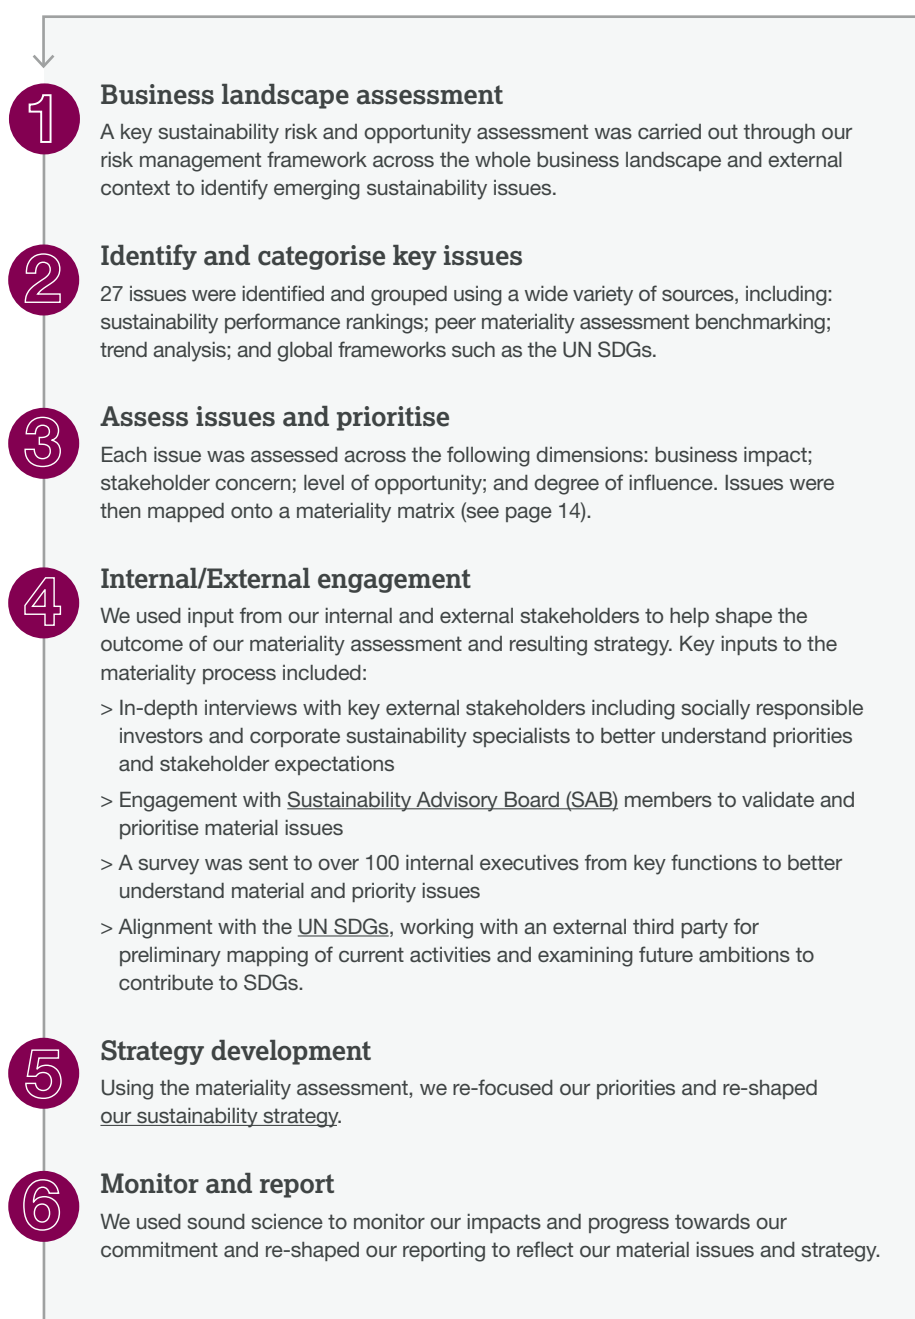 1
Business landscape assessment
A key sustainability risk and opportunity assessment was carried out through our
risk management framework across the whole business landscape and external
context to identify emerging sustainability issues.
2
Identify and categorise key issues
27 issues were identified and grouped using a wide variety of sources, including:
sustainability performance rankings; peer materiality assessment benchmarking;
trend analysis; and global frameworks such as the UN SDGs.
3
Assess issues and prioritise
Each issue was assessed across the following dimensions: business impact;
stakeholder concern; level of opportunity; and degree of influence. Issues were
then mapped onto a materiality matrix (see page 14).
4
Internal/External engagement
We used input from our internal and external stakeholders to help shape the
outcome of our materiality assessment and resulting strategy. Key inputs to the
materiality process included:
> In-depth interviews with key external stakeholders including socially responsible
investors and corporate sustainability specialists to better understand priorities
and stakeholder expectations
> Engagement with Sustainability Advisory Board (SAB) members to validate and
prioritise material issues
> A survey was sent to over 100 internal executives from key functions to better
understand material and priority issues
> Alignment with the UN SDGs, working with an external third party for
preliminary mapping of current activities and examining future ambitions to
contribute to SDGs.
5
Strategy development
Using the materiality assessment, we re-focused our priorities and re-shaped
our sustainability strategy.
6
Monitor and report
We used sound science to monitor our impacts and progress towards our
commitment and re-shaped our reporting to reflect our material issues and strategy.